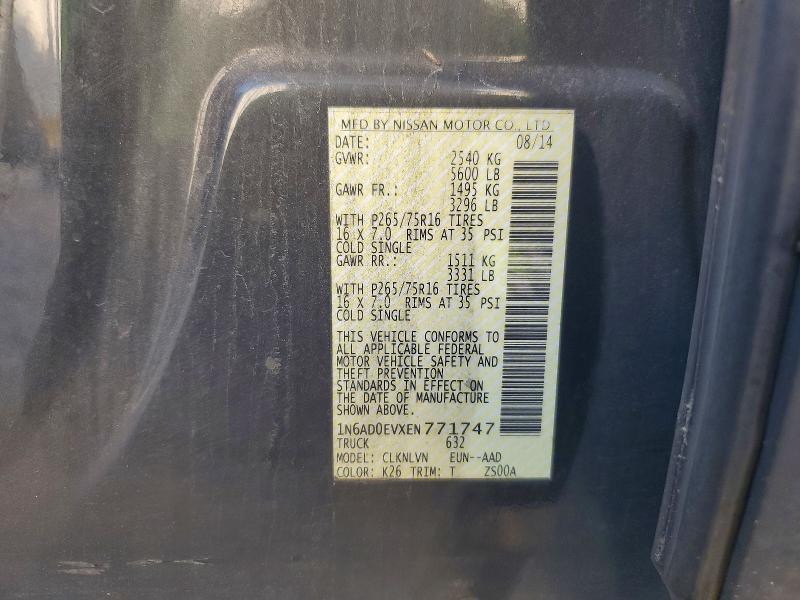 MFD BY NISSAN MOTOR CO., LTD.
DATE: 08/14
GVWR: 2540 KG
5600 LB
GAWR FR.: 1495 KG
3296 LB
WITH P265/75R16 TIRES
16 X 7.0 RIMS AT 35 PSI
COLD SINGLE
GAWR RR.: 1511 KG
3331 LB
WITH P265/75R16 TIRES
16 X 7.0 RIMS AT 35 PSI
COLD SINGLE
THIS VEHICLE CONFORMS TO
ALL APPLICABLE FEDERAL
MOTOR VEHICLE SAFETY AND
THEFT PREVENTION
STANDARDS IN EFFECT ON
THE DATE OF MANUFACTURE
SHOWN ABOVE.
1N6AD0EVXEN771747
TRUCK 632
MODEL: CLKNLVN EUN--AAD
COLOR: K26 TRIM: T ZS00A